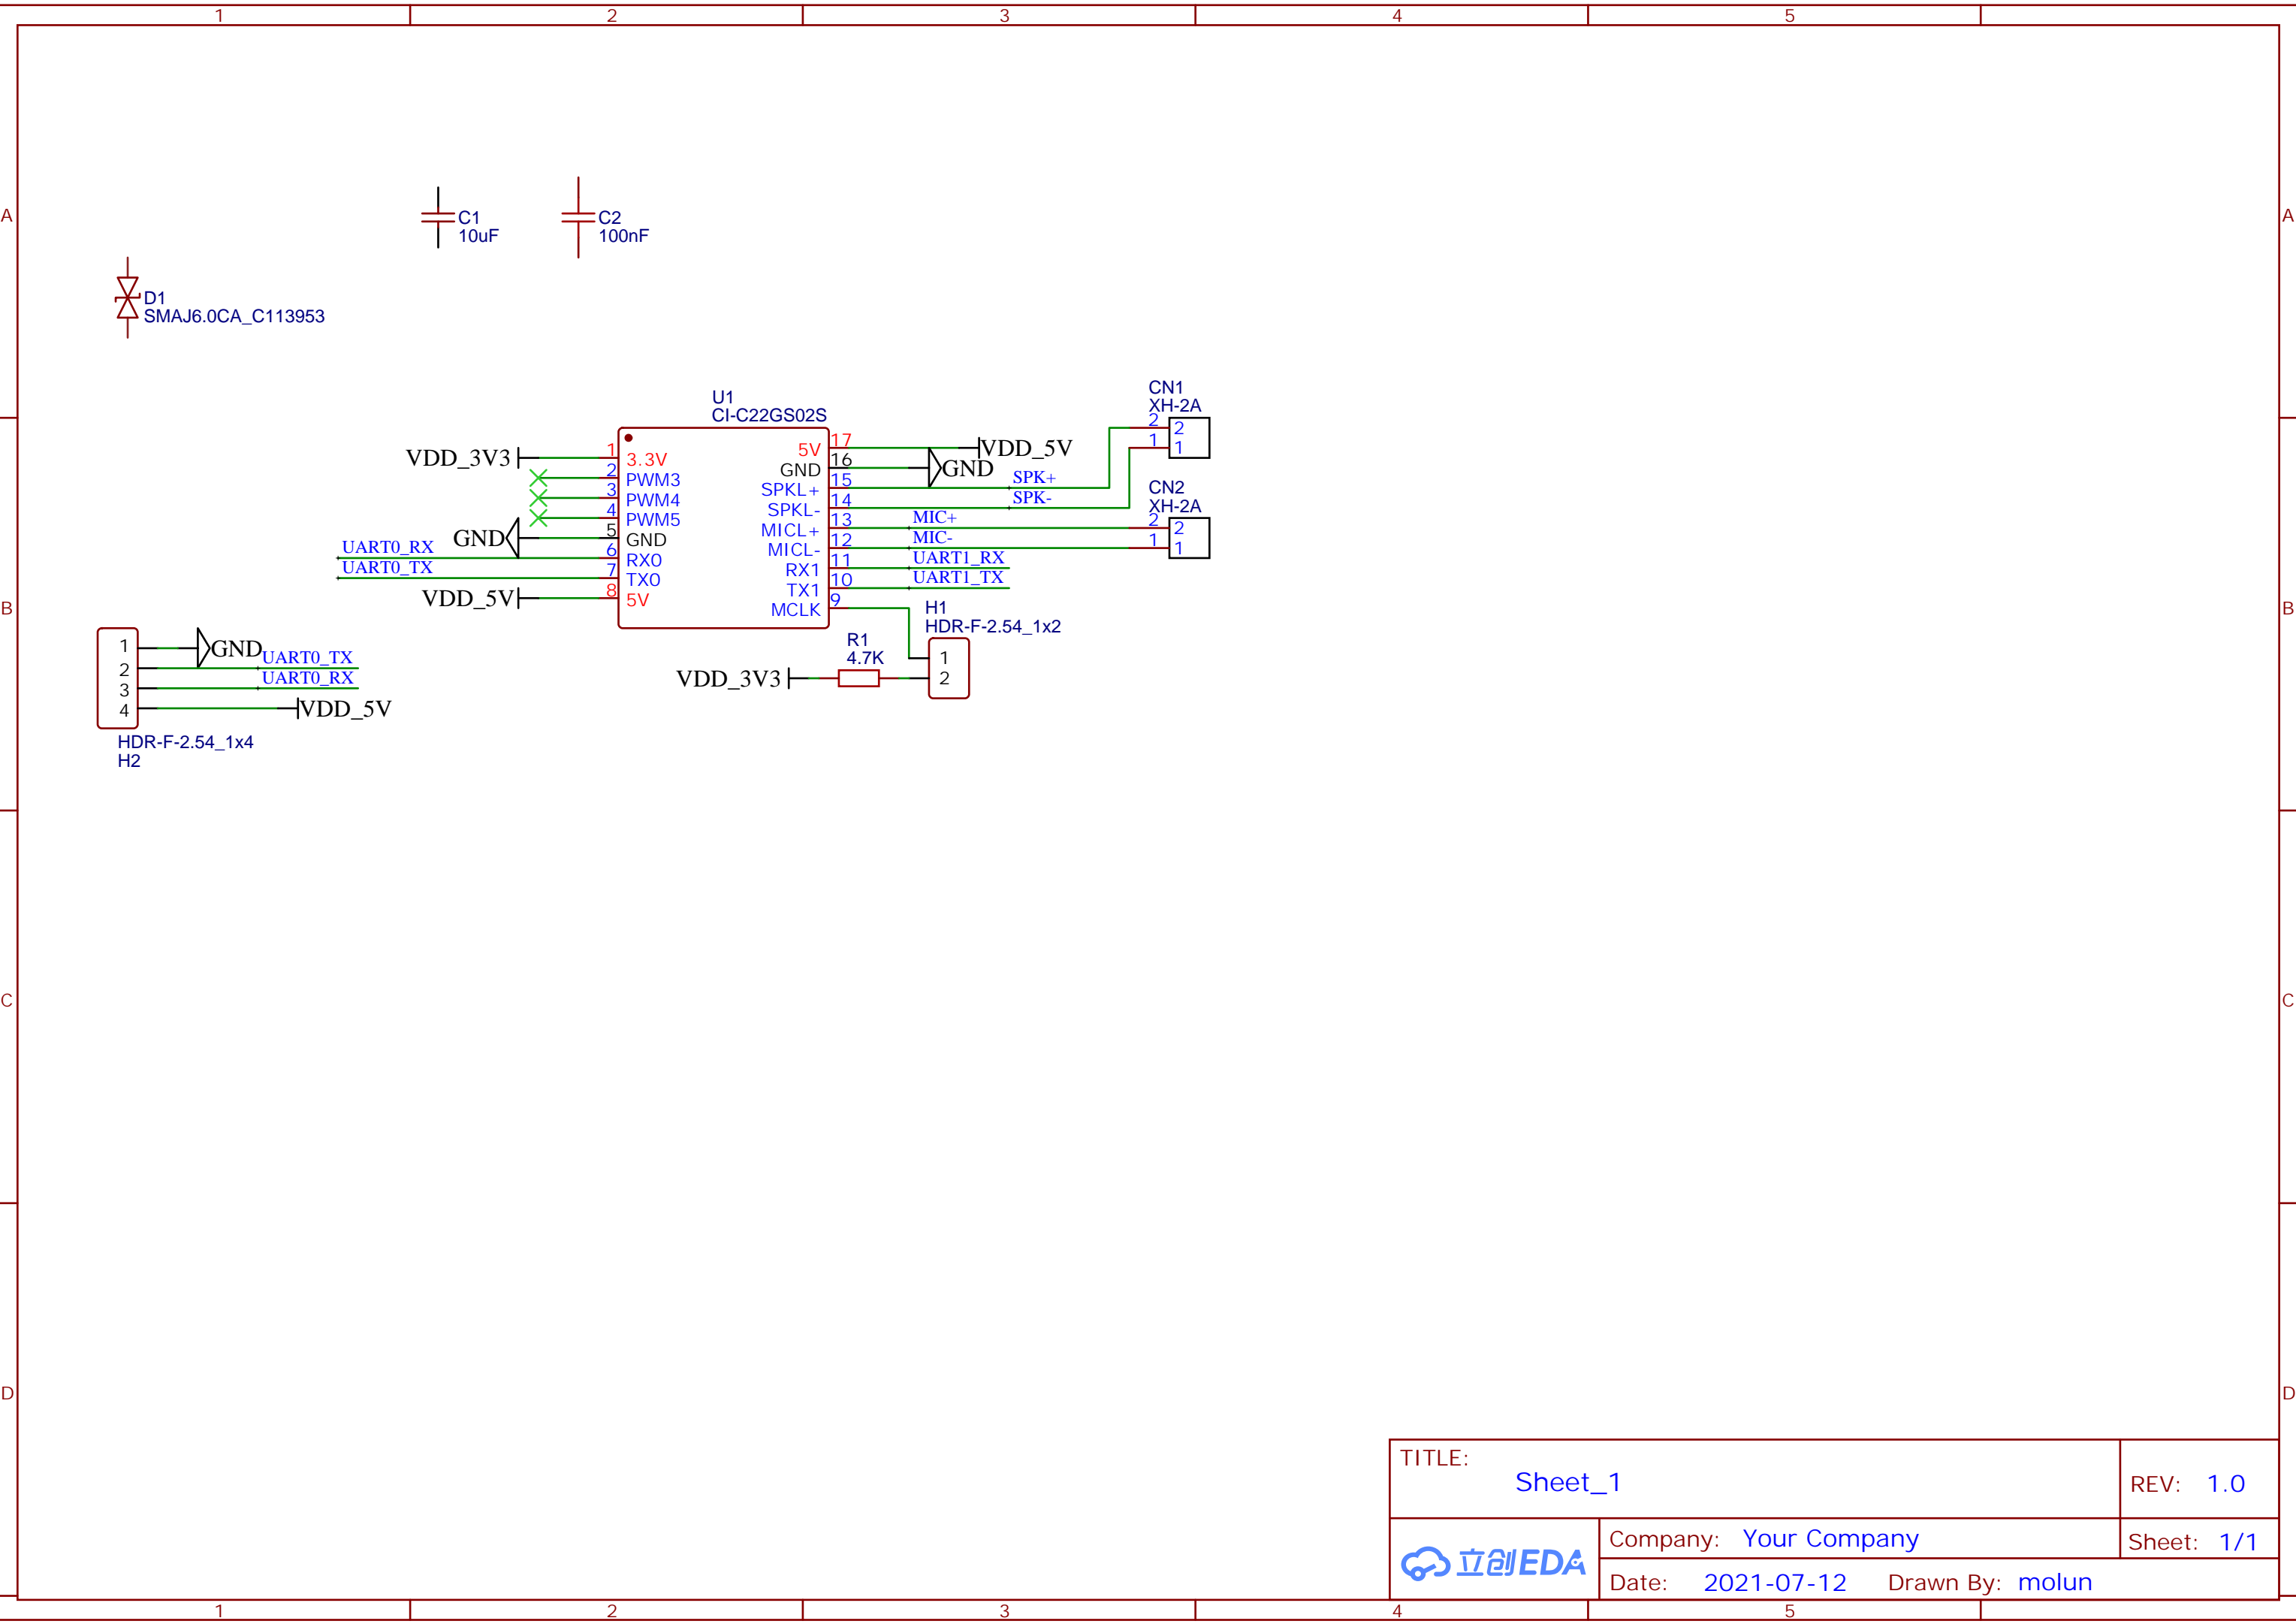 1 2 3 4 5
A A
C1
10uF
C2
100nF
D1
SMAJ6.0CA_C113953
U1
CI-C22GS02S
VDD_3V3 1 3.3V
2 PWM3
3 PWM4
4 PWM5
GND 5 GND
UART0_RX 6 RX0
UART0_TX 7 TX0
VDD_5V 8 5V
5V 17 VDD_5V
GND 16 GND
SPKL+ 15 SPK+
SPKL- 14 SPK-
MICL+ 13 MIC+
MICL- 12 MIC-
RX1 11 UART1_RX
TX1 10 UART1_TX
MCLK 9
CN1
XH-2A
2 2
1 1
CN2
XH-2A
2 2
1 1
B B
H1
HDR-F-2.54_1x2
1
2
R1
4.7K
VDD_3V3
1 GND
2 UART0_TX
3 UART0_RX
4 VDD_5V
HDR-F-2.54_1x4
H2
C C
D D
TITLE:
Sheet_1
REV: 1.0
立创EDA
Company: Your Company
Sheet: 1/1
Date: 2021-07-12 Drawn By: molun
1 2 3 4 5